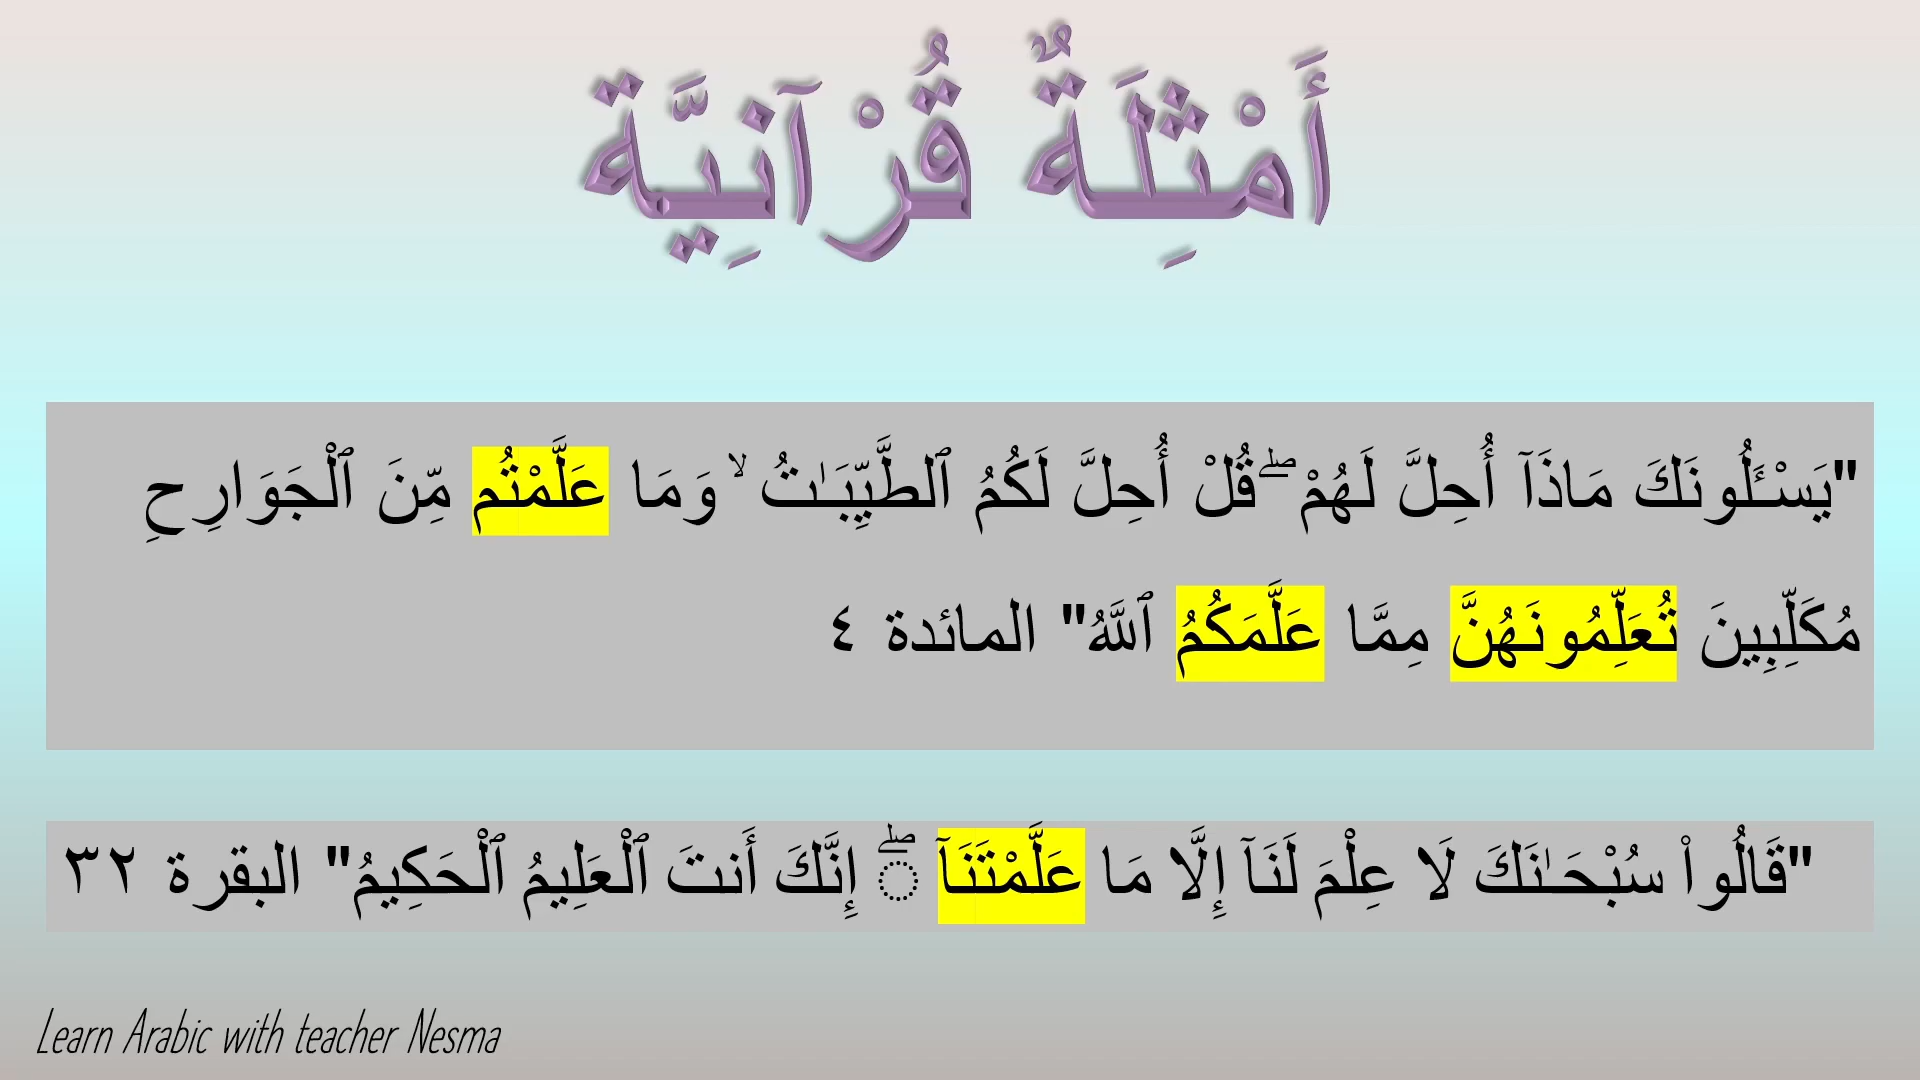 أَمْثِلَةٌ قُرْآنِيَّة
"يَسْـَٔلُونَكَ مَاذَآ أُحِلَّ لَهُمْ ۖ قُلْ أُحِلَّ لَكُمُ ٱلطَّيِّبَـٰتُ ۙ وَمَا عَلَّمْتُم مِّنَ ٱلْجَوَارِحِ
مُكَلِّبِينَ تُعَلِّمُونَهُنَّ مِمَّا عَلَّمَكُمُ ٱللَّهُ" المائدة ٤
"قَالُوا۟ سُبْحَـٰنَكَ لَا عِلْمَ لَنَآ إِلَّا مَا عَلَّمْتَنَآ ۖ إِنَّكَ أَنتَ ٱلْعَلِيمُ ٱلْحَكِيمُ" البقرة ٣٢
Learn Arabic with teacher Nesma